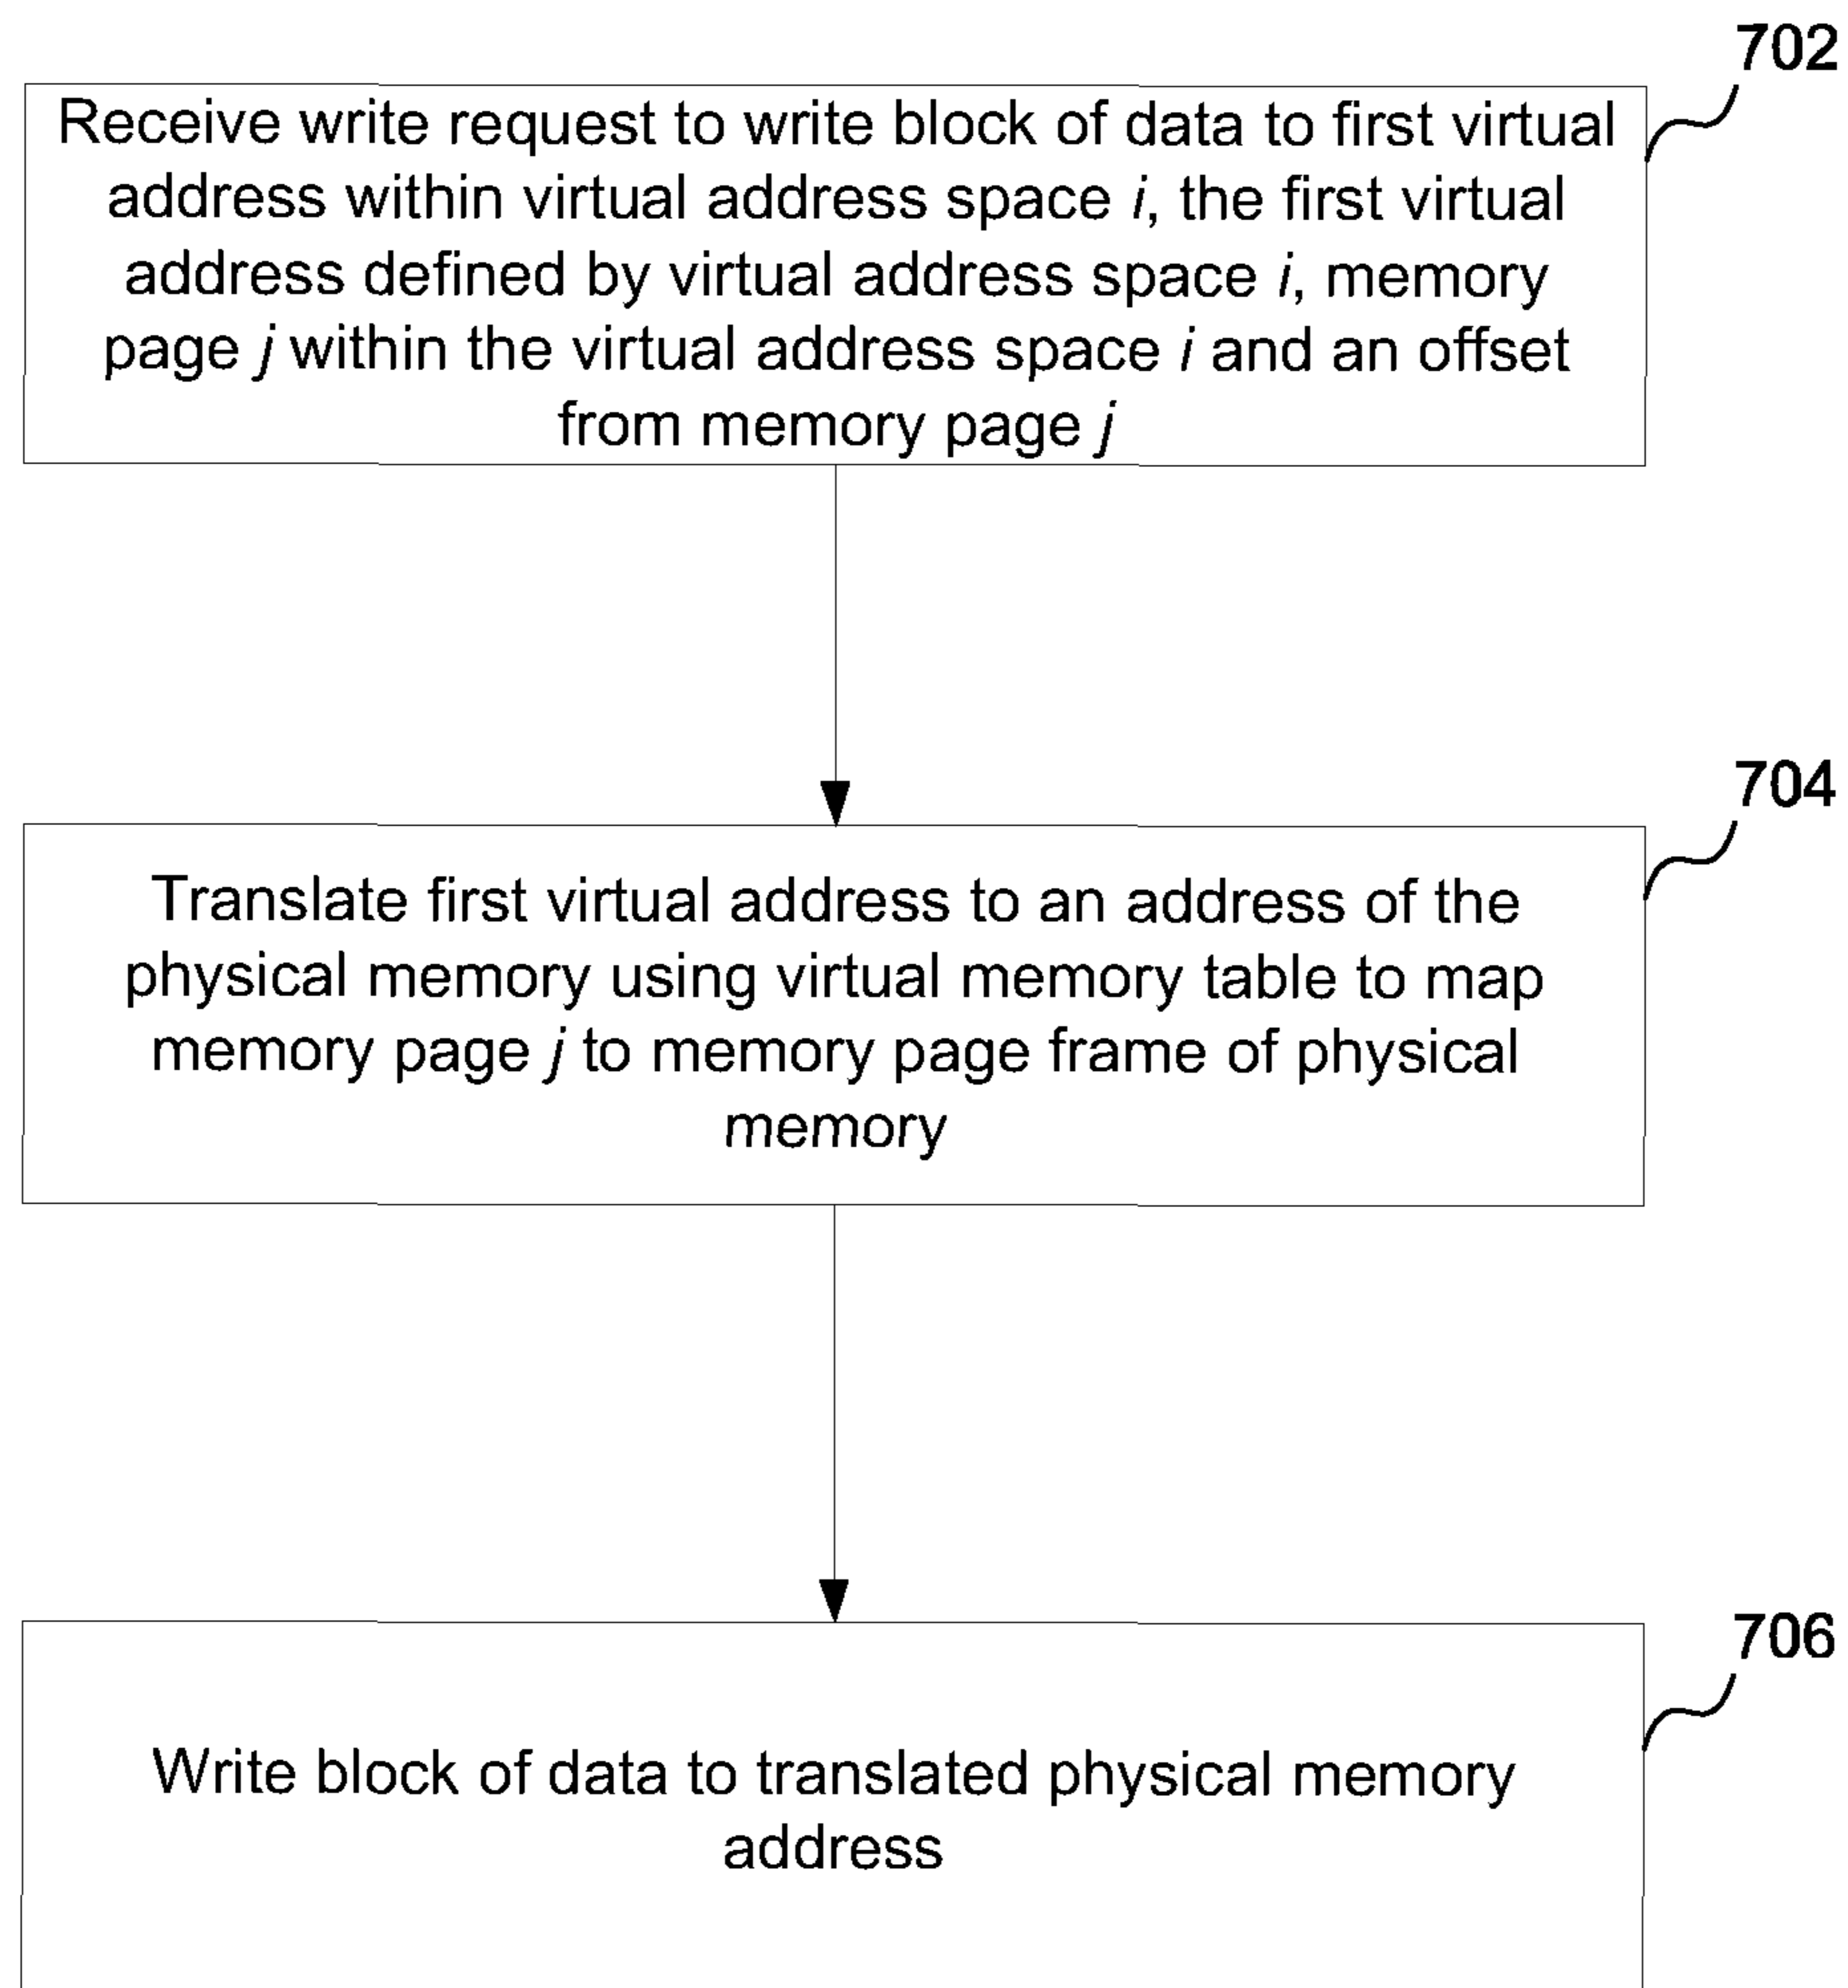 702
Receive write request to write block of data to first virtual
address within virtual address space i, the first virtual
address defined by virtual address space i, memory
page j within the virtual address space i and an offset
from memory page j
704
Translate first virtual address to an address of the
physical memory using virtual memory table to map
memory page j to memory page frame of physical
memory
706
Write block of data to translated physical memory
address